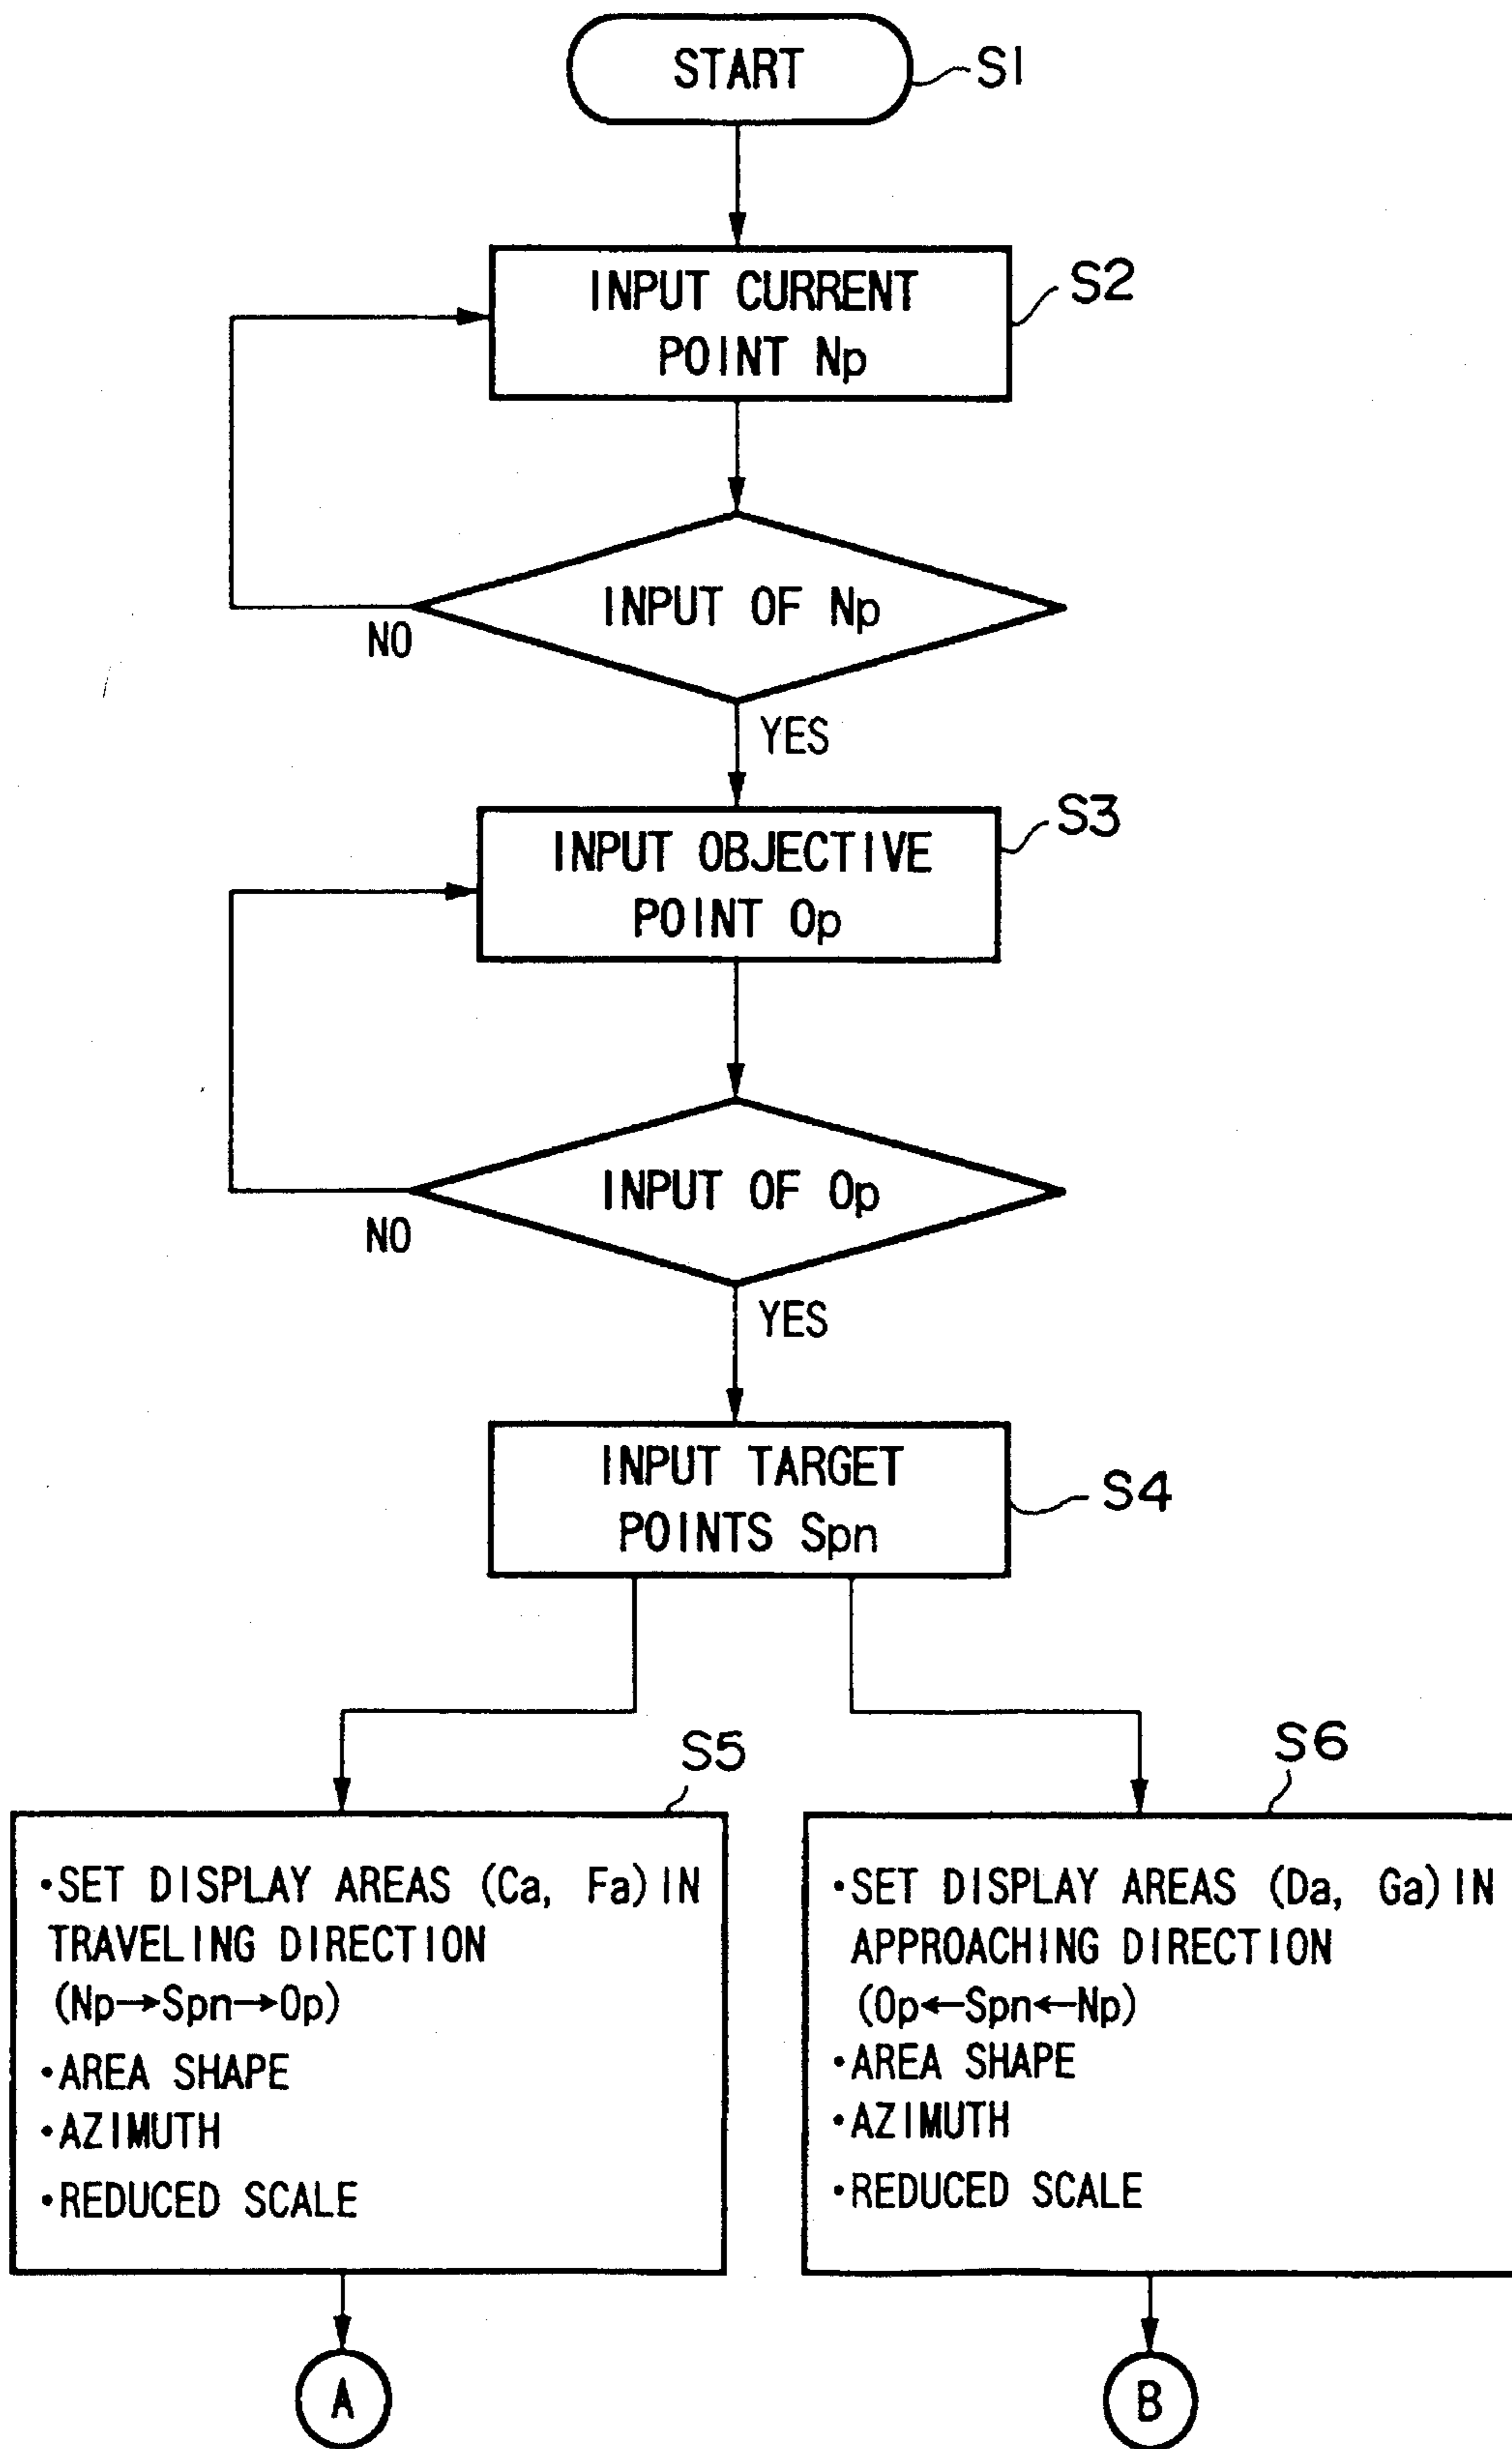 START
S1
INPUT CURRENT
POINT Np
S2
INPUT OF Np
NO
YES
INPUT OBJECTIVE
POINT Op
S3
INPUT OF Op
NO
YES
INPUT TARGET
POINTS Spn
S4
S5
·SET DISPLAY AREAS (Ca, Fa) IN
TRAVELING DIRECTION
(Np→Spn→Op)
·AREA SHAPE
·AZIMUTH
·REDUCED SCALE
A
S6
·SET DISPLAY AREAS (Da, Ga) IN
APPROACHING DIRECTION
(Op←Spn←Np)
·AREA SHAPE
·AZIMUTH
·REDUCED SCALE
B